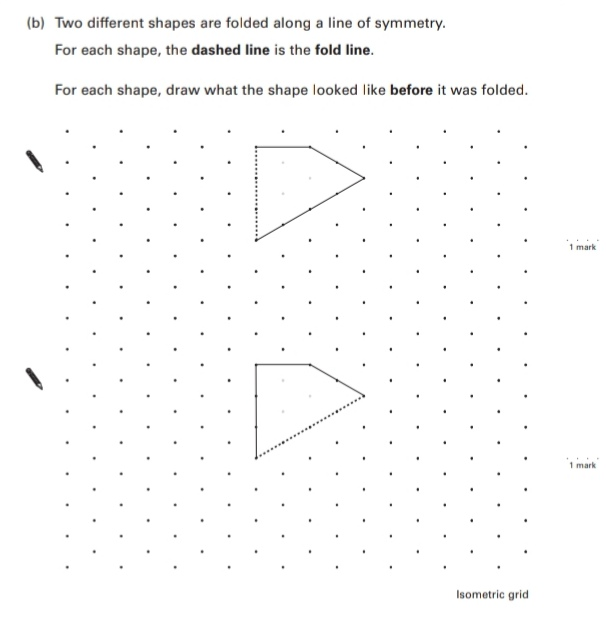 (b) Two different shapes are folded along a line of symmetry.
For each shape, the dashed line is the fold line.
For each shape, draw what the shape looked like before it was folded.
1 mark
1 mark
Isometric grid